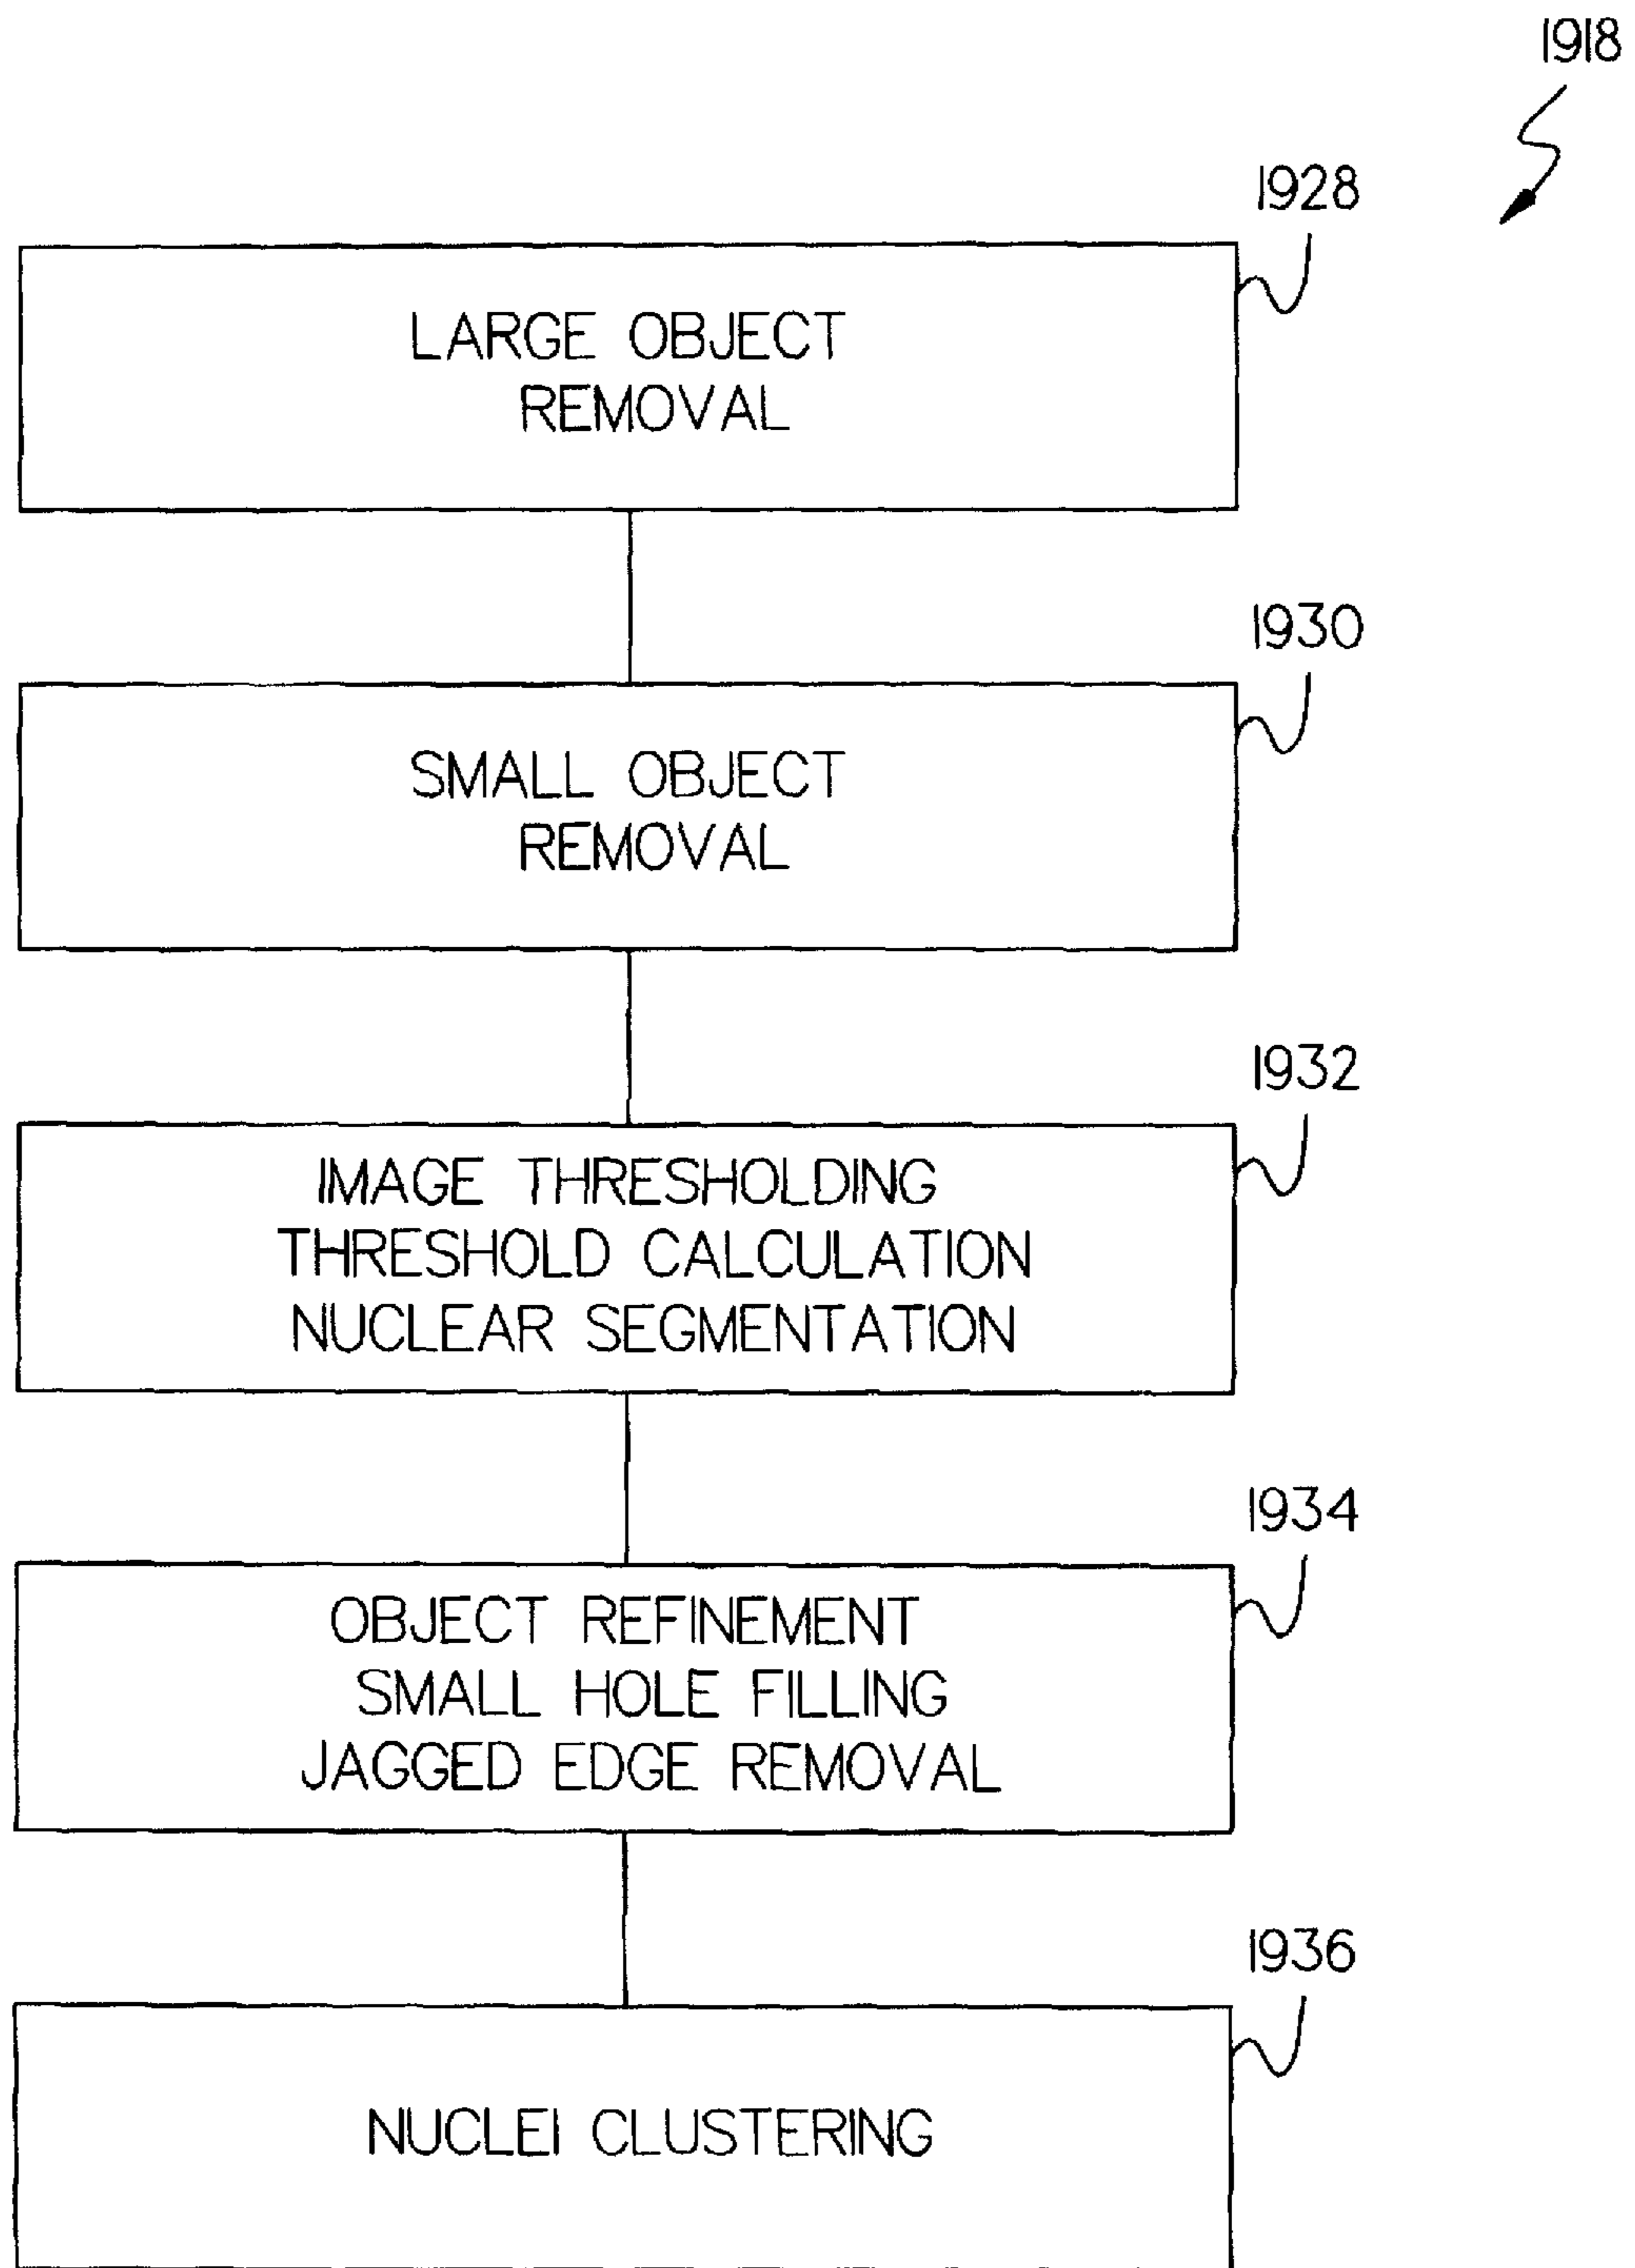 1918
1928
LARGE OBJECT
REMOVAL
1930
SMALL OBJECT
REMOVAL
1932
IMAGE THRESHOLDING
THRESHOLD CALCULATION
NUCLEAR SEGMENTATION
1934
OBJECT REFINEMENT
SMALL HOLE FILLING
JAGGED EDGE REMOVAL
1936
NUCLEI CLUSTERING